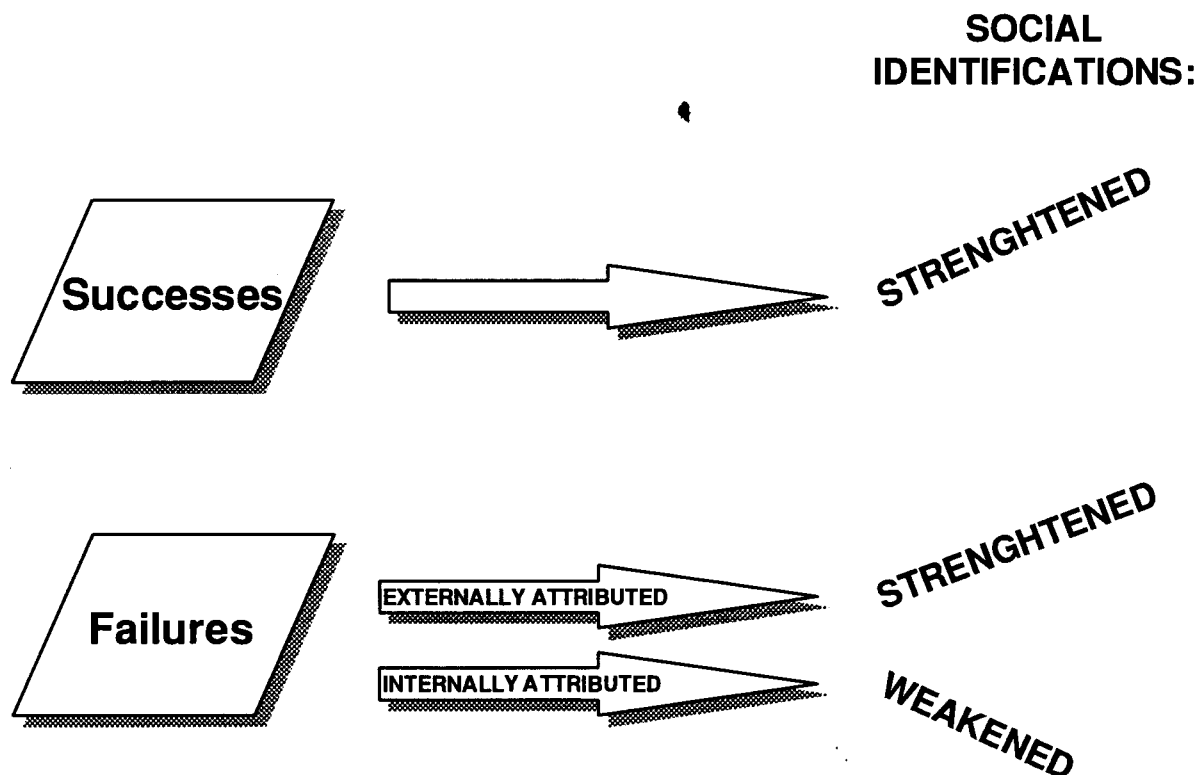 SOCIAL
IDENTIFICATIONS:
Successes
STRENGHTENED
Failures
EXTERNALLY ATTRIBUTED
STRENGHTENED
INTERNALLY ATTRIBUTED
WEAKENED